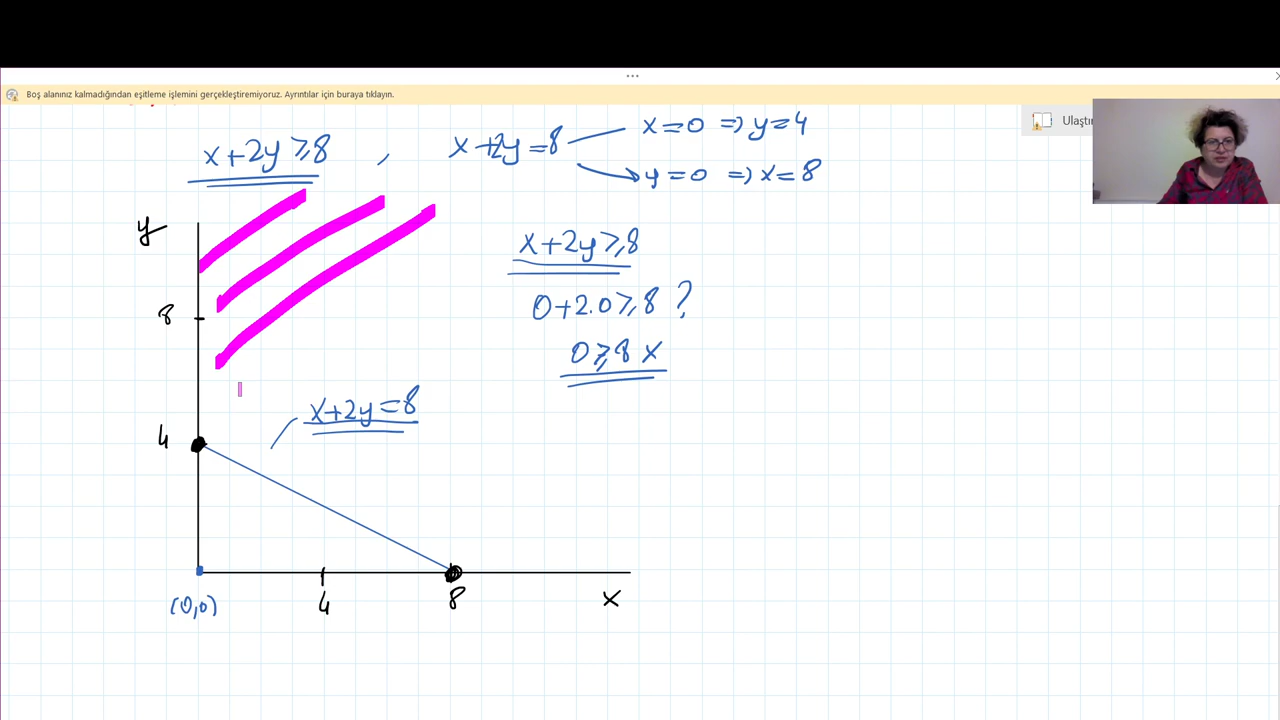 Boş alanınız kalmadığından eşitleme işlemini gerçekleştiremiyoruz. Ayrıntılar için buraya tıklayın.
Ulaştır
x+2y≥8 , x+2y=8 x=0 ⇒ y=4
y=0 ⇒ x=8
y
x+2y≥8
0+2.0≥8 ?
8
0≥8 x
x+2y=8
4
(0,0)
4
8
x